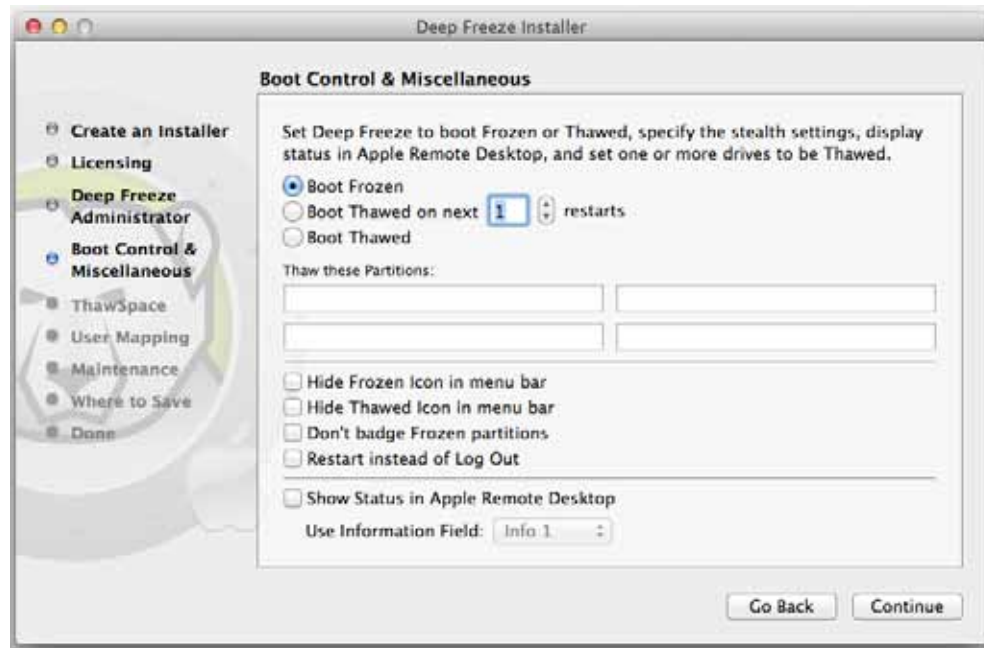 Deep Freeze Installer
Boot Control & Miscellaneous
Create an Installer
Licensing
Deep Freeze
Administrator
Boot Control &
Miscellaneous
ThawSpace
User Mapping
Maintenance
Where to Save
Done
Set Deep Freeze to boot Frozen or Thawed, specify the stealth settings, display
status in Apple Remote Desktop, and set one or more drives to be Thawed.
Boot Frozen
Boot Thawed on next 1 restarts
Boot Thawed
Thaw these Partitions:
Hide Frozen Icon in menu bar
Hide Thawed Icon in menu bar
Don't badge Frozen partitions
Restart instead of Log Out
Show Status in Apple Remote Desktop
Use Information Field: Info 1
Go Back Continue